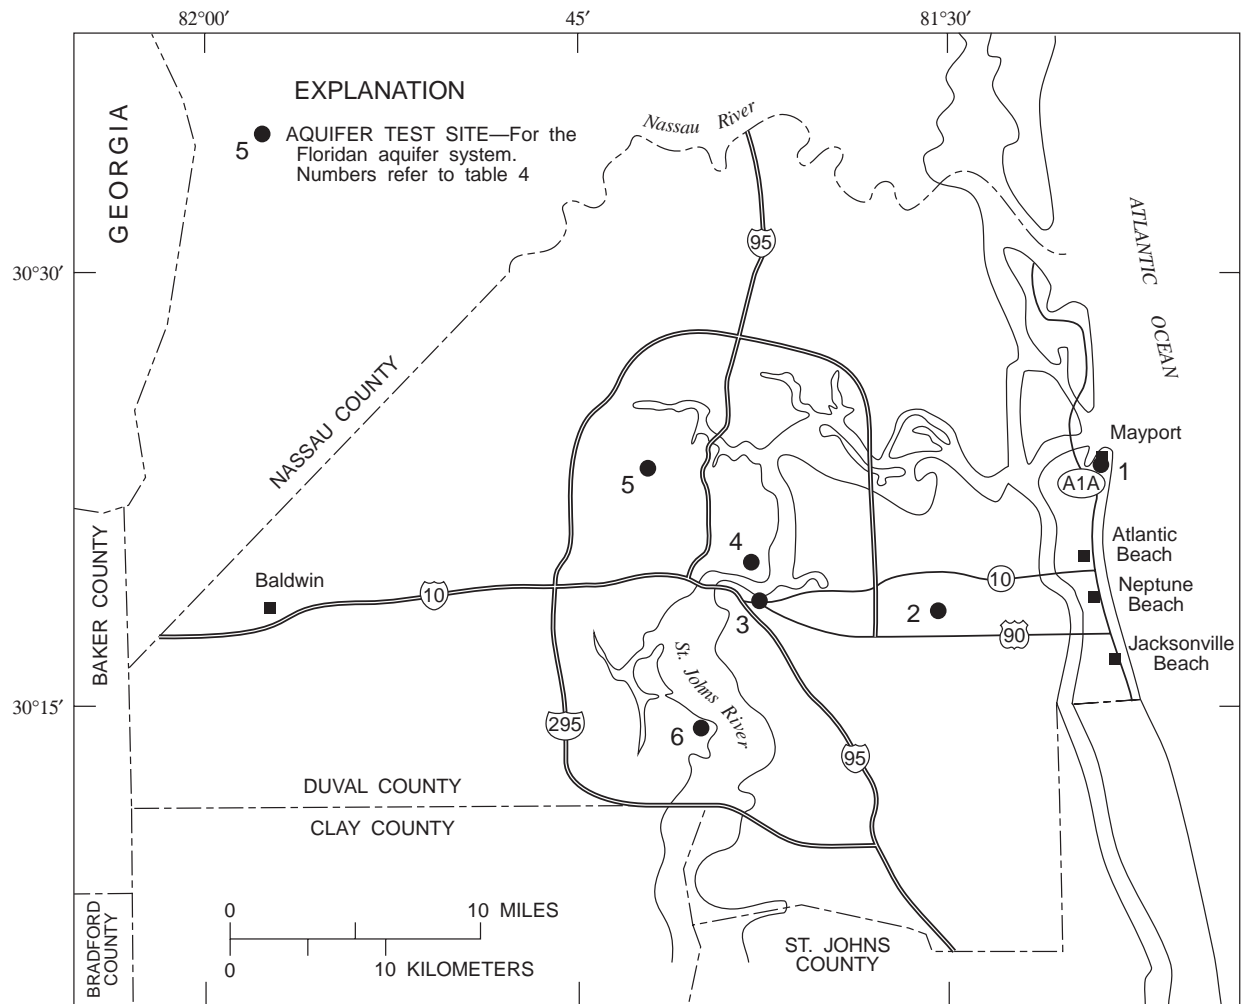 82°00′
45′
81°30′
EXPLANATION
5
AQUIFER TEST SITE—For the
Floridan aquifer system.
Numbers refer to table 4
GEORGIA
Nassau River
95
ATLANTIC OCEAN
30°30′
NASSAU COUNTY
Mayport
1
A1A
5
4
Atlantic
Beach
Baldwin
10
10
Neptune
Beach
2
3
90
BAKER COUNTY
Jacksonville
Beach
St. Johns River
30°15′
295
6
95
DUVAL COUNTY
CLAY COUNTY
0
10 MILES
0
10 KILOMETERS
BRADFORD
COUNTY
ST. JOHNS
COUNTY